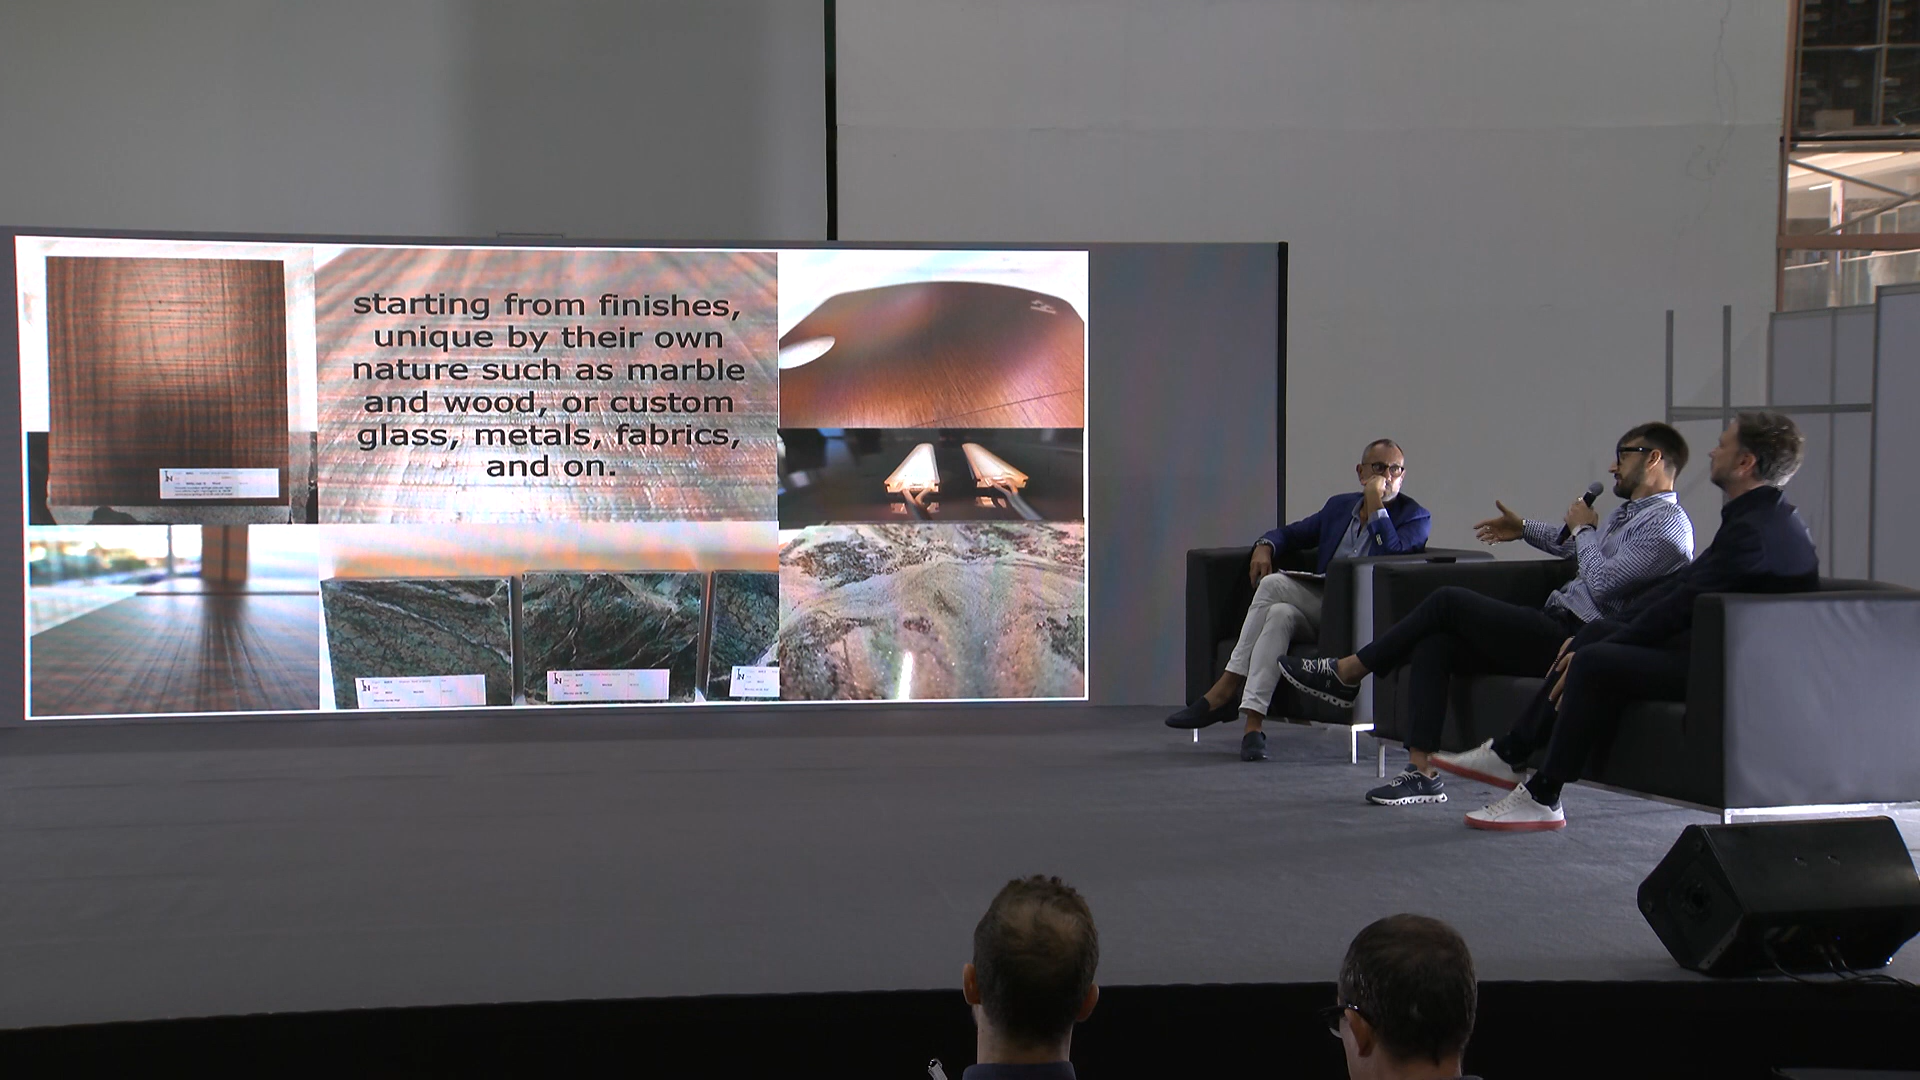 starting from finishes,
unique by their own
nature such as marble
and wood, or custom
glass, metals, fabrics,
and on.